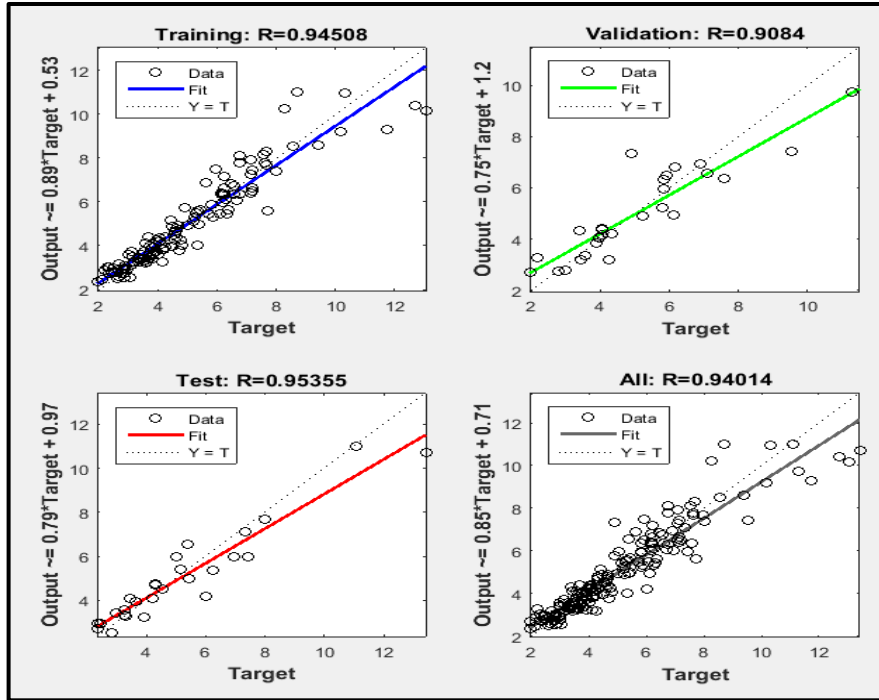 Training: R=0.94508
Output ~= 0.89*Target + 0.53
12
10
8
6
4
2
Data
Fit
Y = T
2 4 6 8 10 12
Target
Validation: R=0.9084
Output ~= 0.75*Target + 1.2
10
8
6
4
2
Data
Fit
Y = T
2 4 6 8 10
Target
Test: R=0.95355
Output ~= 0.79*Target + 0.97
12
10
8
6
4
Data
Fit
Y = T
4 6 8 10 12
Target
All: R=0.94014
Output ~= 0.85*Target + 0.71
12
10
8
6
4
2
Data
Fit
Y = T
2 4 6 8 10 12
Target